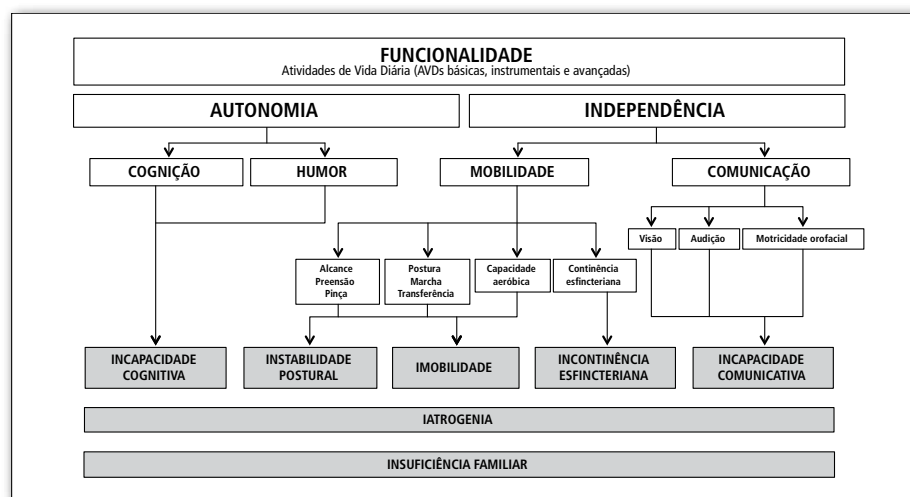 FUNCIONALIDADE
Atividades de Vida Diária (AVDs básicas, instrumentais e avançadas)
AUTONOMIA
INDEPENDÊNCIA
COGNIÇÃO
HUMOR
MOBILIDADE
COMUNICAÇÃO
Visão
Audição
Motricidade orofacial
Alcance
Preensão
Pinça
Postura
Marcha
Transferência
Capacidade
aeróbica
Continência
esfincteriana
INCAPACIDADE
COGNITIVA
INSTABILIDADE
POSTURAL
IMOBILIDADE
INCONTINÊNCIA
ESFINCTERIANA
INCAPACIDADE
COMUNICATIVA
IATROGENIA
INSUFICIÊNCIA FAMILIAR